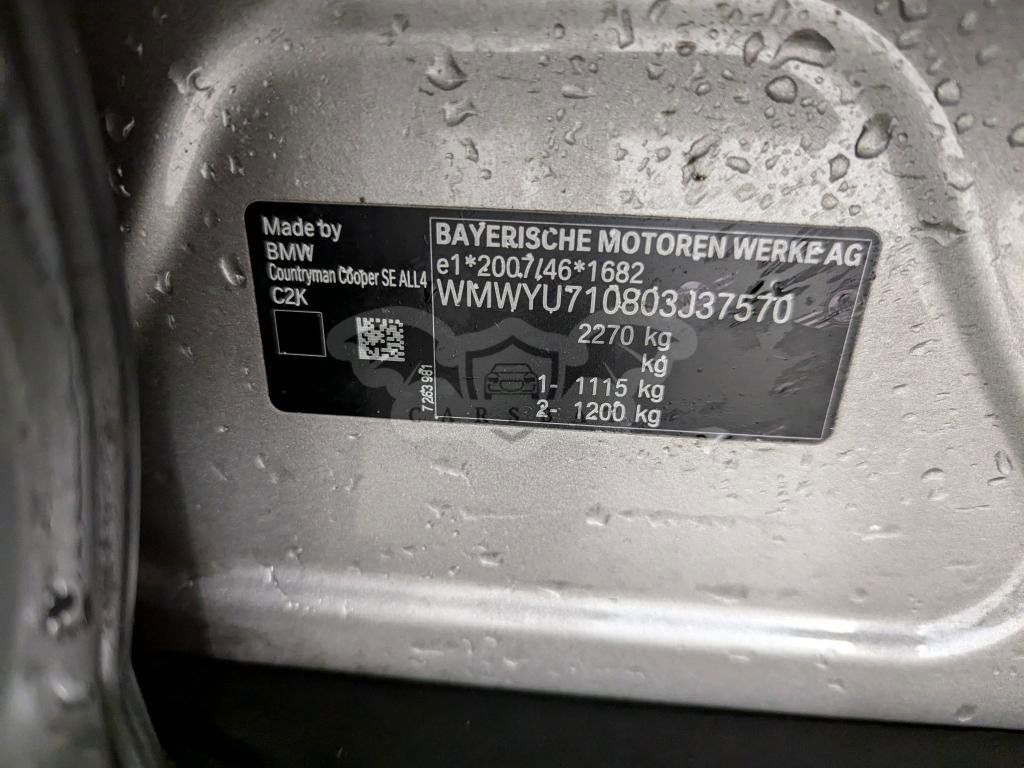 Made by
BMW
Countryman Cooper SE ALL4
C2K
7263961
BAYERISCHE MOTOREN WERKE AG
e1*2007/46*1682
WMWYU710803J37570
2270 kg
kg
1- 1115 kg
2- 1200 kg